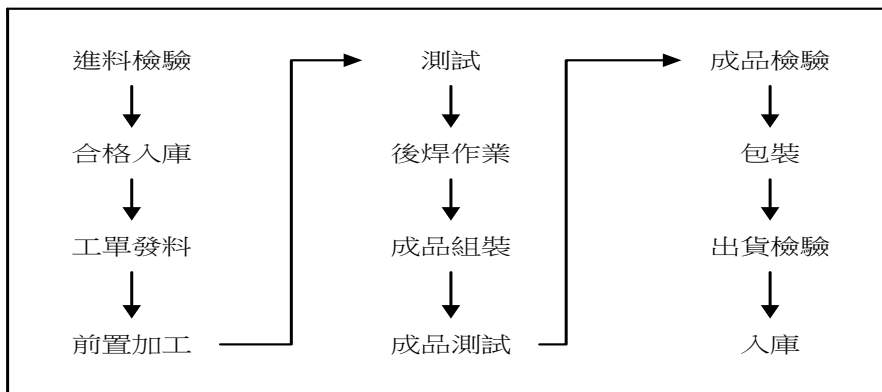 進料檢驗
合格入庫
工單發料
前置加工
測試
後焊作業
成品組裝
成品測試
成品檢驗
包裝
出貨檢驗
入庫